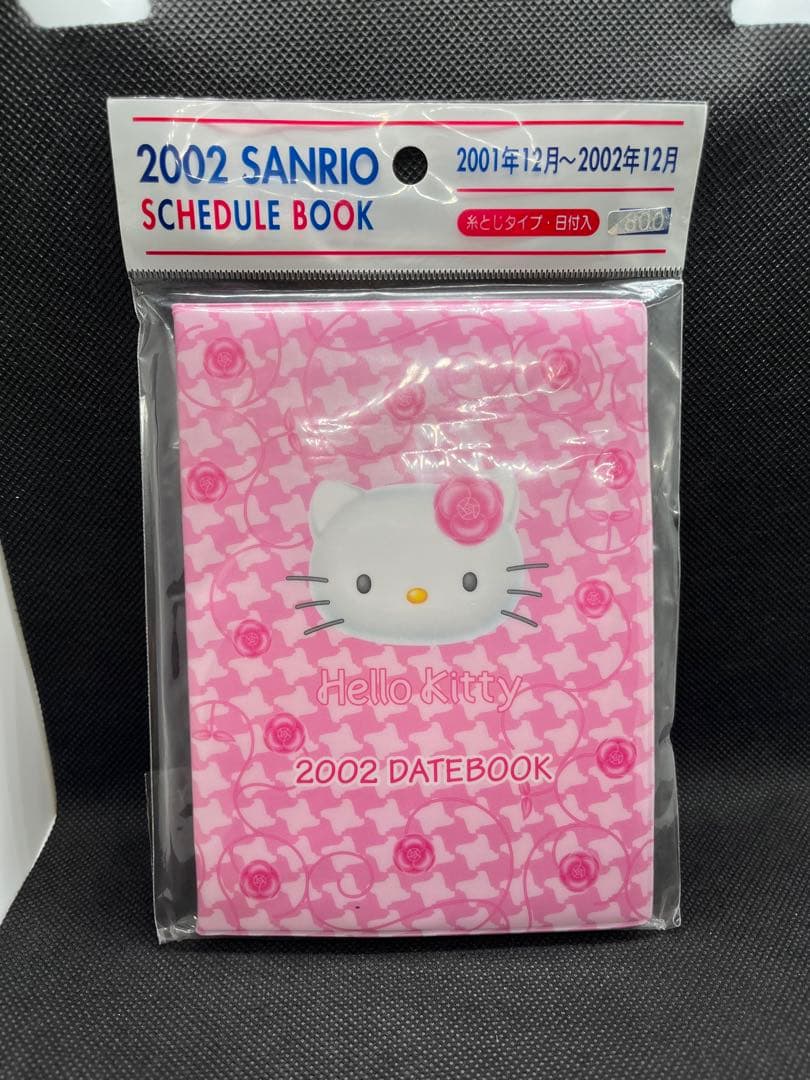 2002 SANRIO
SCHEDULE BOOK
2001年12月～2002年12月
糸とじタイプ・日付入
600
Hello Kitty
2002 DATEBOOK